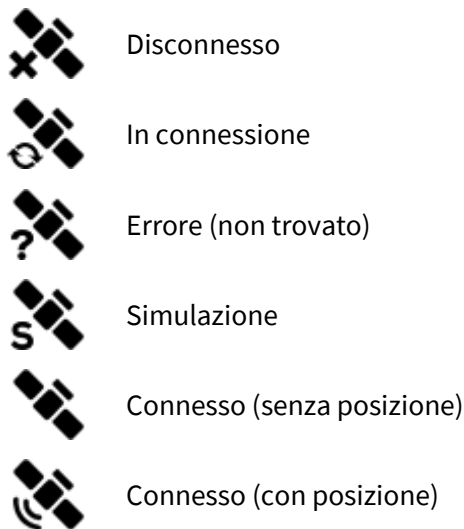 Disconnesso
In connessione
? Errore (non trovato)
S Simulazione
Connesso (senza posizione)
Connesso (con posizione)